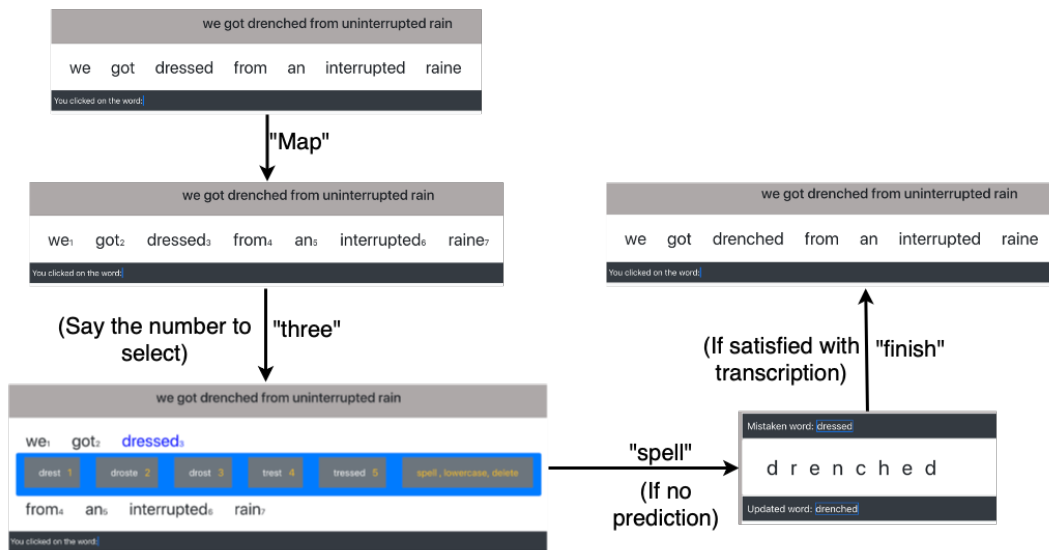 we got drenched from uninterrupted rain
we got dressed from an interrupted raine
You clicked on the word:
"Map"
we got drenched from uninterrupted rain
we₁ got₂ dressed₃ from₄ an₅ interrupted₆ raine₇
You clicked on the word:
(Say the number to
select)
"three"
we got drenched from uninterrupted rain
we₁ got₂ dressed₃
drest 1 droste 2 drost 3 trest 4 tressed 5 spell , lowercase, delete
from₄ an₅ interrupted₆ rain₇
You clicked on the word:
"spell"
(If no
prediction)
Mistaken word: dressed
d r e n c h e d
Updated word: drenched
(If satisfied with
transcription)
"finish"
we got drenched from uninterrupted rain
we got drenched from an interrupted raine
You clicked on the word: